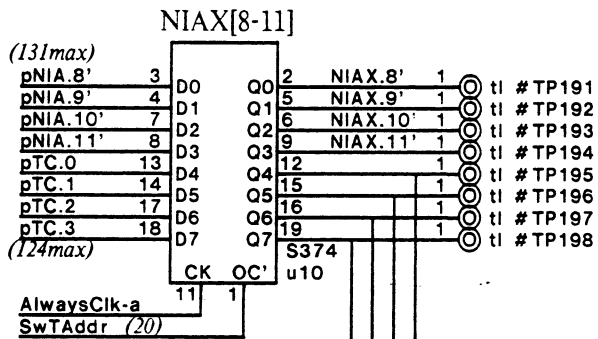 NIAX[8-11]
(131max)
pNIA.8' 3 D0 Q0 2 NIAX.8' 1 tl #TP191
pNIA.9' 4 D1 Q1 5 NIAX.9' 1 tl #TP192
pNIA.10' 7 D2 Q2 6 NIAX.10' 1 tl #TP193
pNIA.11' 8 D3 Q3 9 NIAX.11' 1 tl #TP194
pTC.0 13 D4 Q4 12 1 tl #TP195
pTC.1 14 D5 Q5 15 1 tl #TP196
pTC.2 17 D6 Q6 16 1 tl #TP197
pTC.3 18 D7 Q7 19 1 tl #TP198
(124max) S374
CK OC' u10
11 1
AlwaysClk-a
SwTAddr (20)